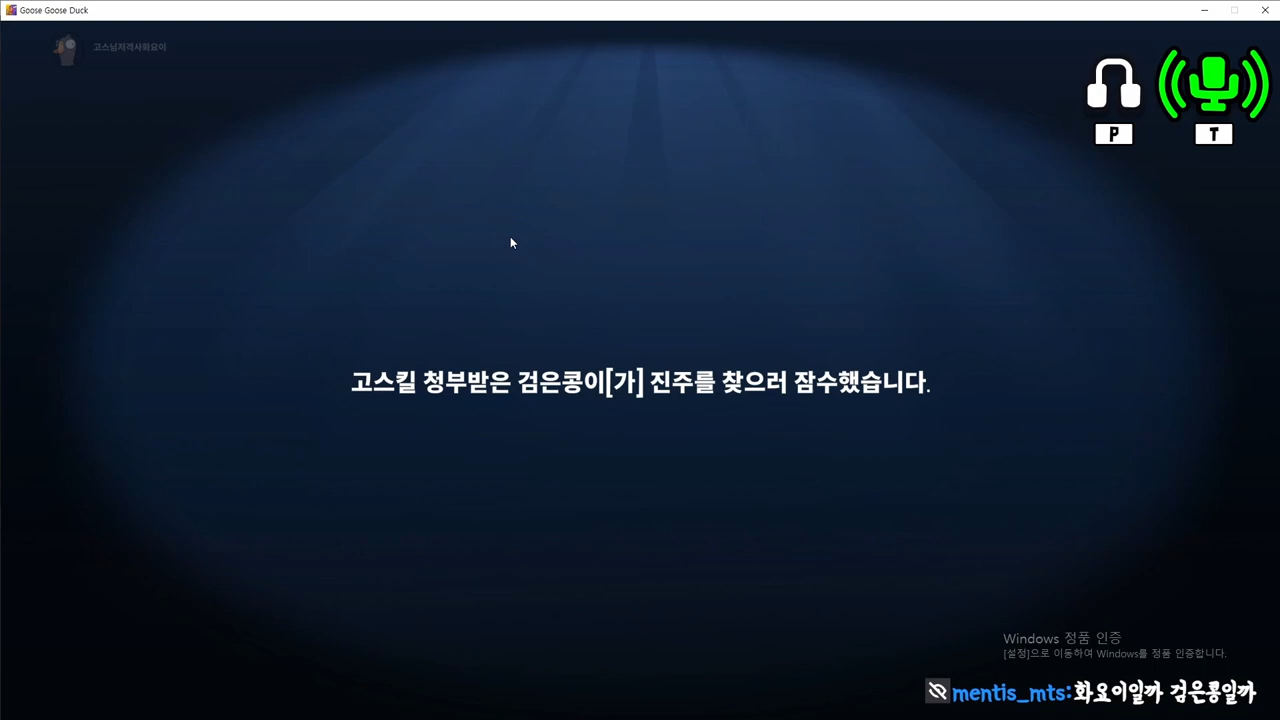 Goose Goose Duck
고스님저격사화요이
P
T
고스킬 청부받은 검은콩이[가] 진주를 찾으러 잠수했습니다.
Windows 정품 인증
[설정]으로 이동하여 Windows를 정품 인증합니다.
mentis_mts:화요이일까 검은콩일까